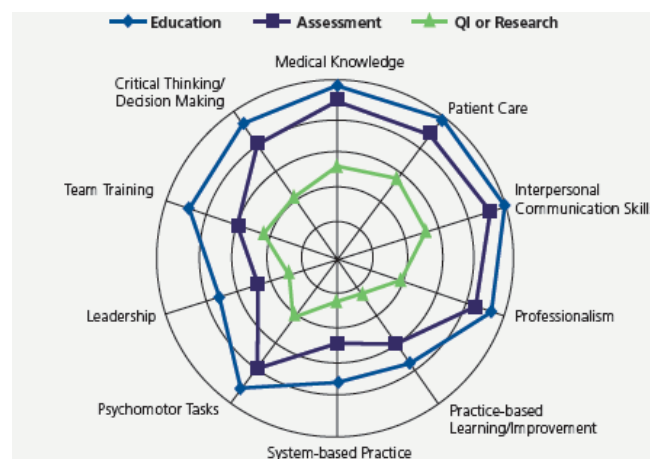 Education Assessment QI or Research
Medical Knowledge
Critical Thinking/
Decision Making
Patient Care
Team Training
Interpersonal
Communication Skill
Leadership
Professionalism
Psychomotor Tasks
Practice-based
Learning/Improvement
System-based Practice